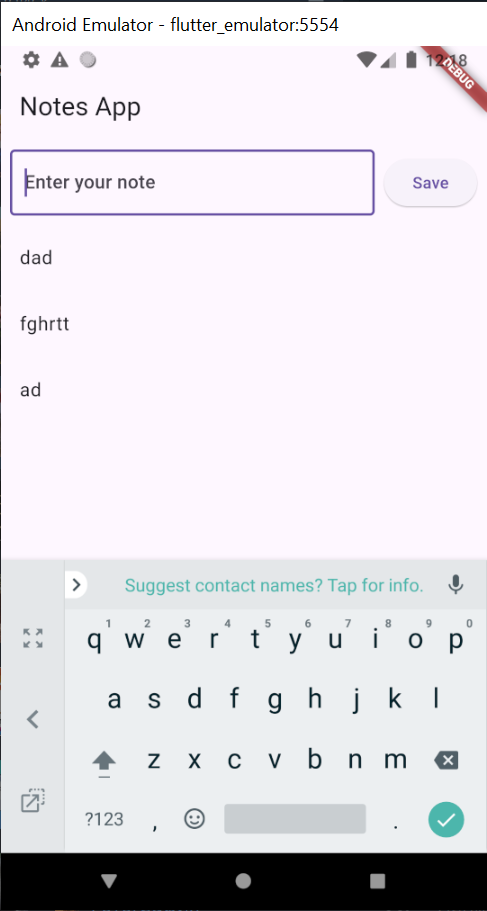 Android Emulator - flutter_emulator:5554
12:18
DEBUG
Notes App
Enter your note
Save
dad
fghrtt
ad
Suggest contact names? Tap for info.
1 2 3 4 5 6 7 8 9 0
q w e r t y u i o p
a s d f g h j k l
z x c v b n m
?123 , .